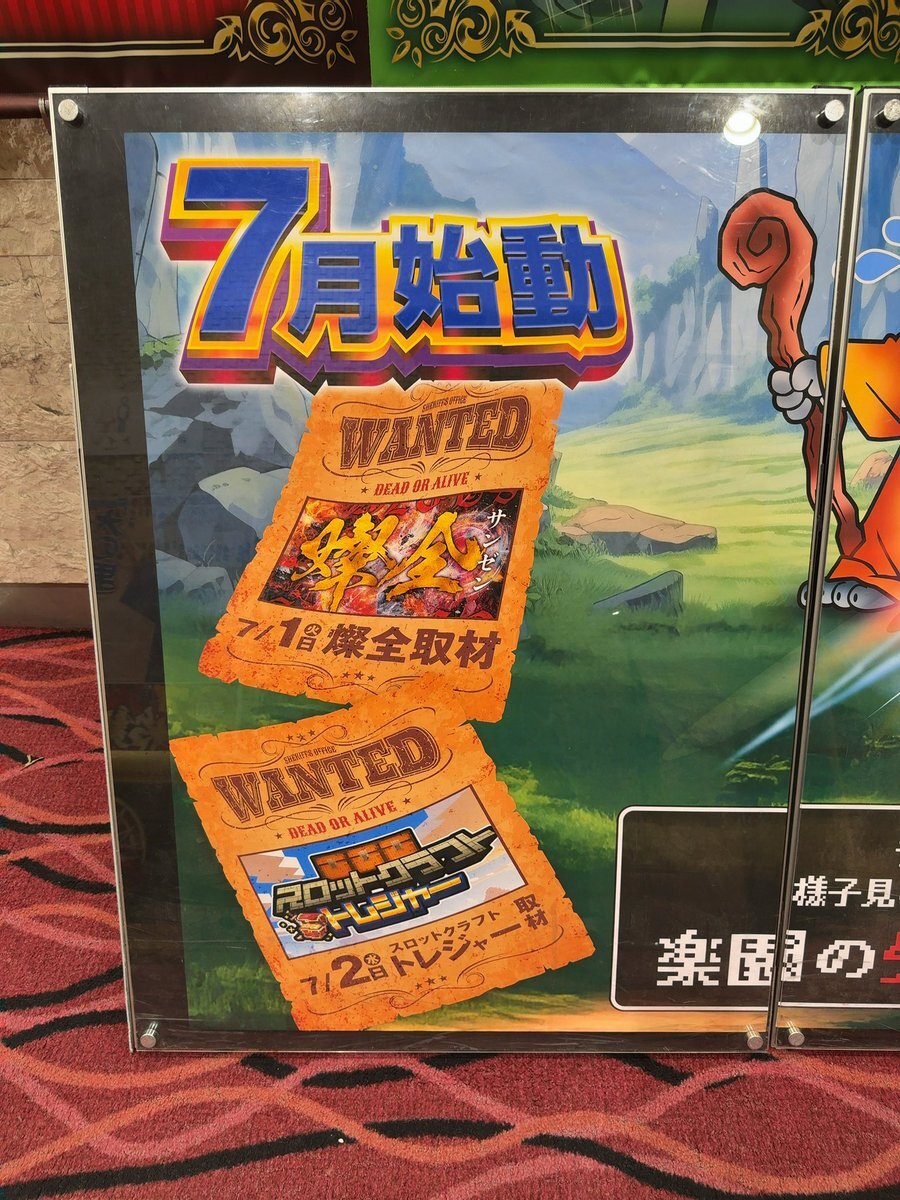 7月始動
SHERIFF'S OFFICE
WANTED
DEAD OR ALIVE
燦全
サンゼン
7/1火日 燦全取材
SHERIFF'S OFFICE
WANTED
DEAD OR ALIVE
スロットクラフト
トレジャー
7/2水日 スロットクラフト
トレジャー取材
様子見
楽園の